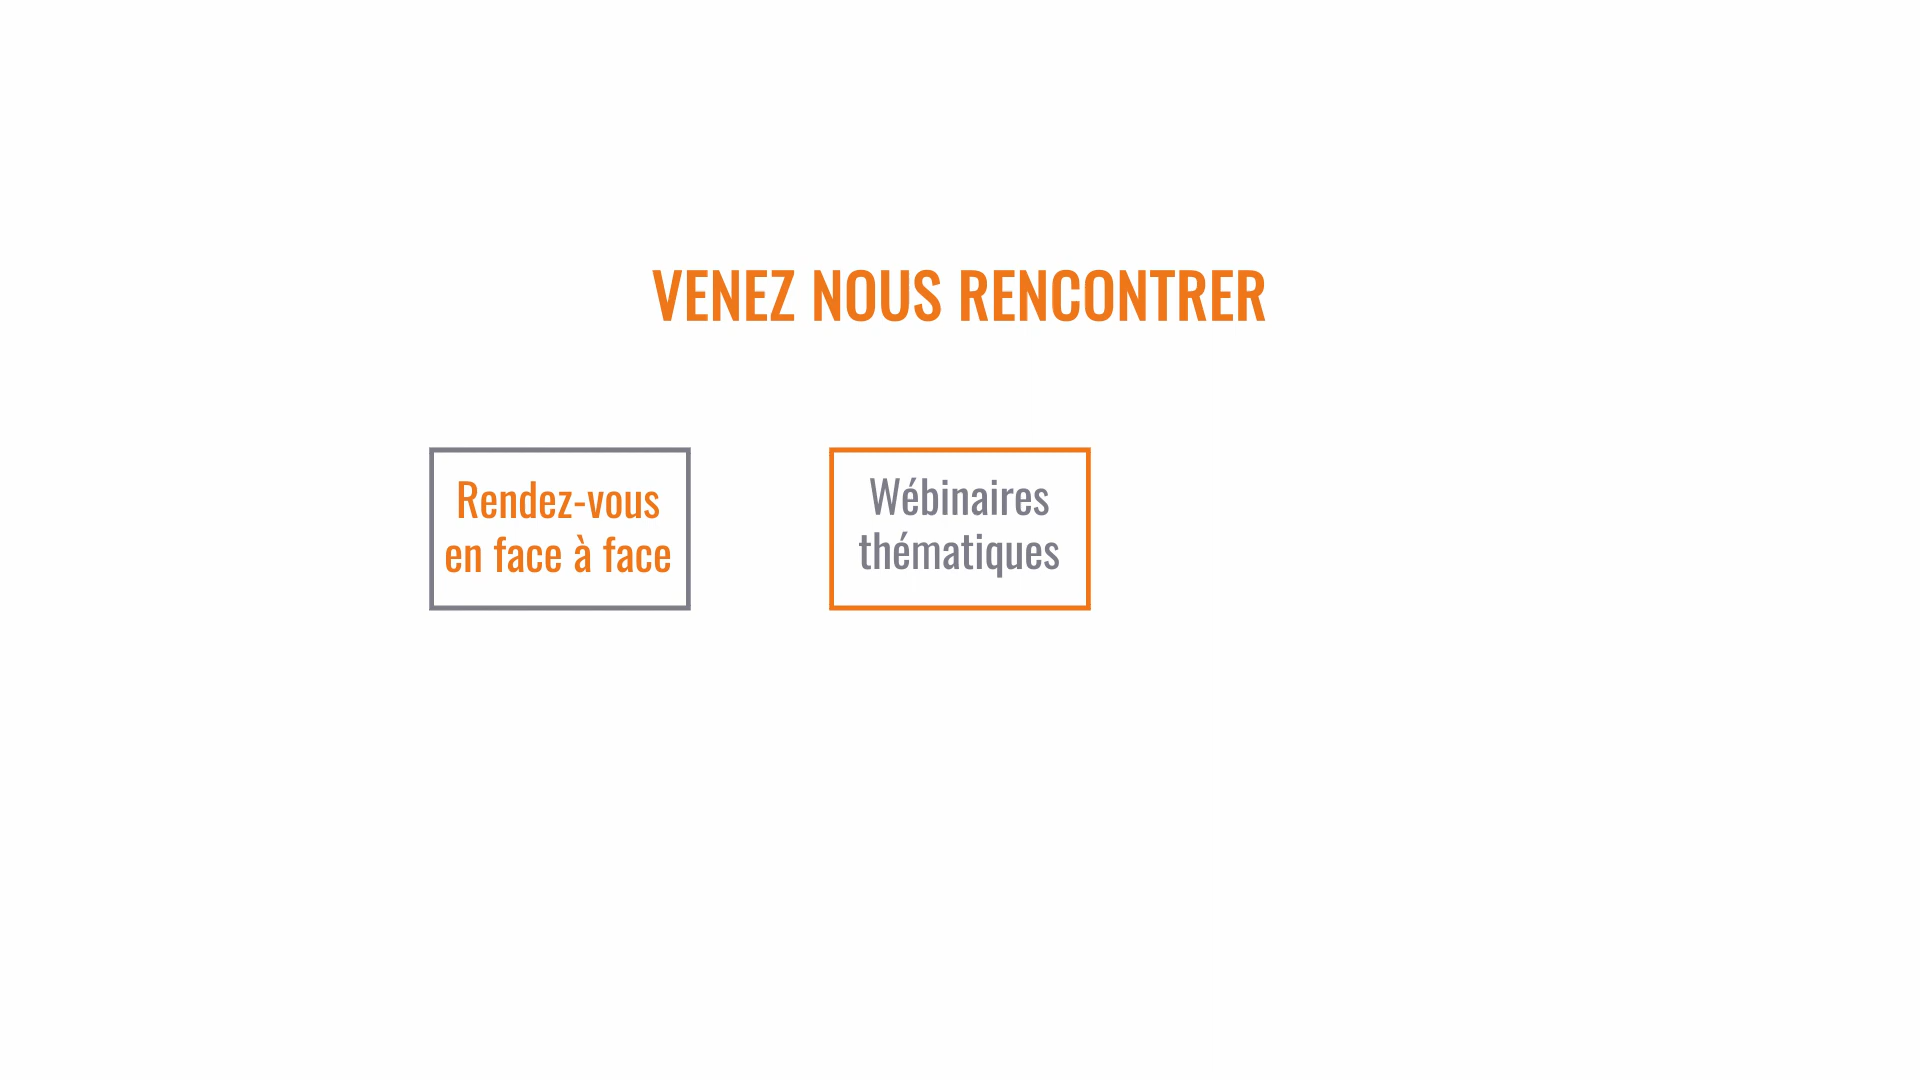 VENEZ NOUS RENCONTRER
Rendez-vous
en face à face
Wébinaires
thématiques